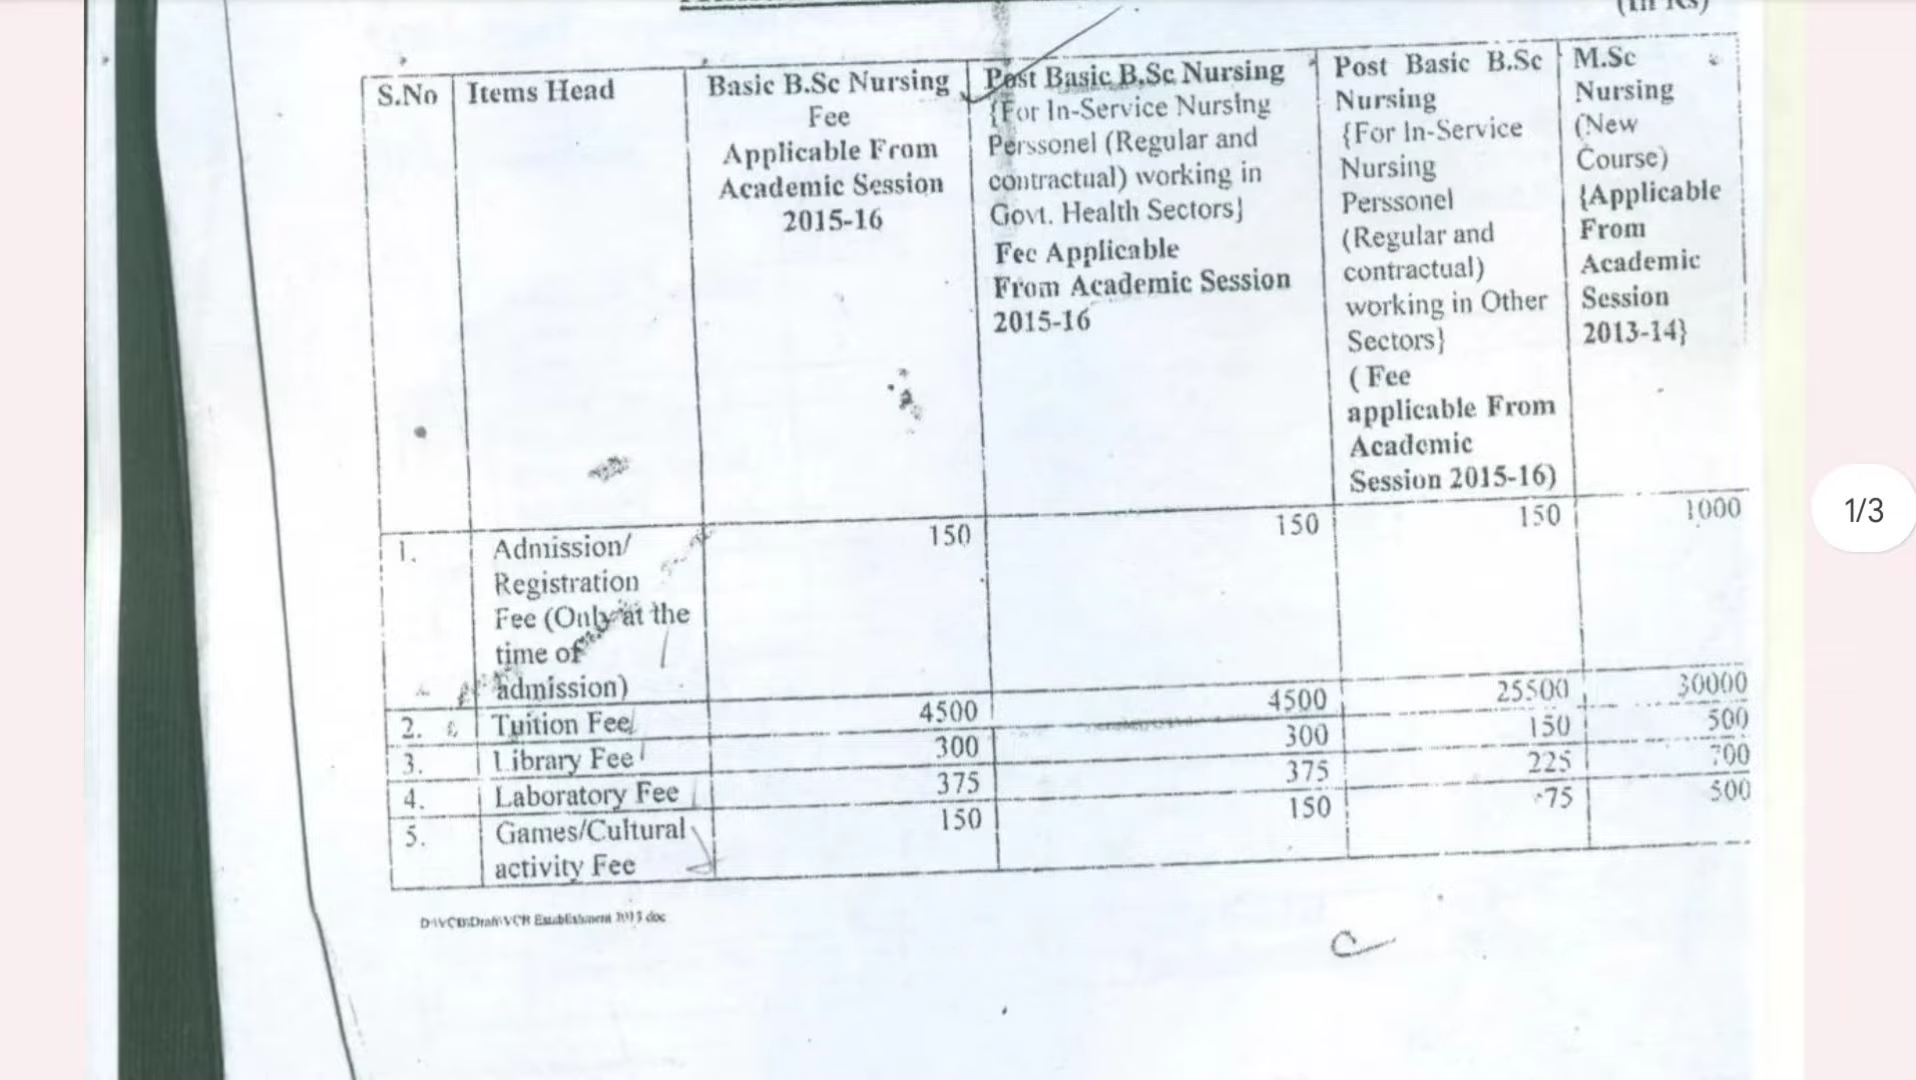 (In Rs)
S.No
Items Head
Basic B.Sc Nursing
Fee
Applicable From
Academic Session
2015-16
Post Basic B.Sc Nursing
{For In-Service Nursing
Perssonel (Regular and
contractual) working in
Govt. Health Sectors}
Fee Applicable
From Academic Session
2015-16
Post Basic B.Sc
Nursing
{For In-Service
Nursing
Perssonel
(Regular and
contractual)
working in Other
Sectors}
( Fee
applicable From
Academic
Session 2015-16)
M.Sc
Nursing
(New
Course)
{Applicable
From
Academic
Session
2013-14}
1.
Admission/
Registration
Fee (Only at the
time of
admission)
150
150
150
1000
2.
Tuition Fee
4500
4500
25500
30000
3.
Library Fee
300
300
150
500
4.
Laboratory Fee
375
375
225
700
5.
Games/Cultural
activity Fee
150
150
75
500
Establishment
1/3